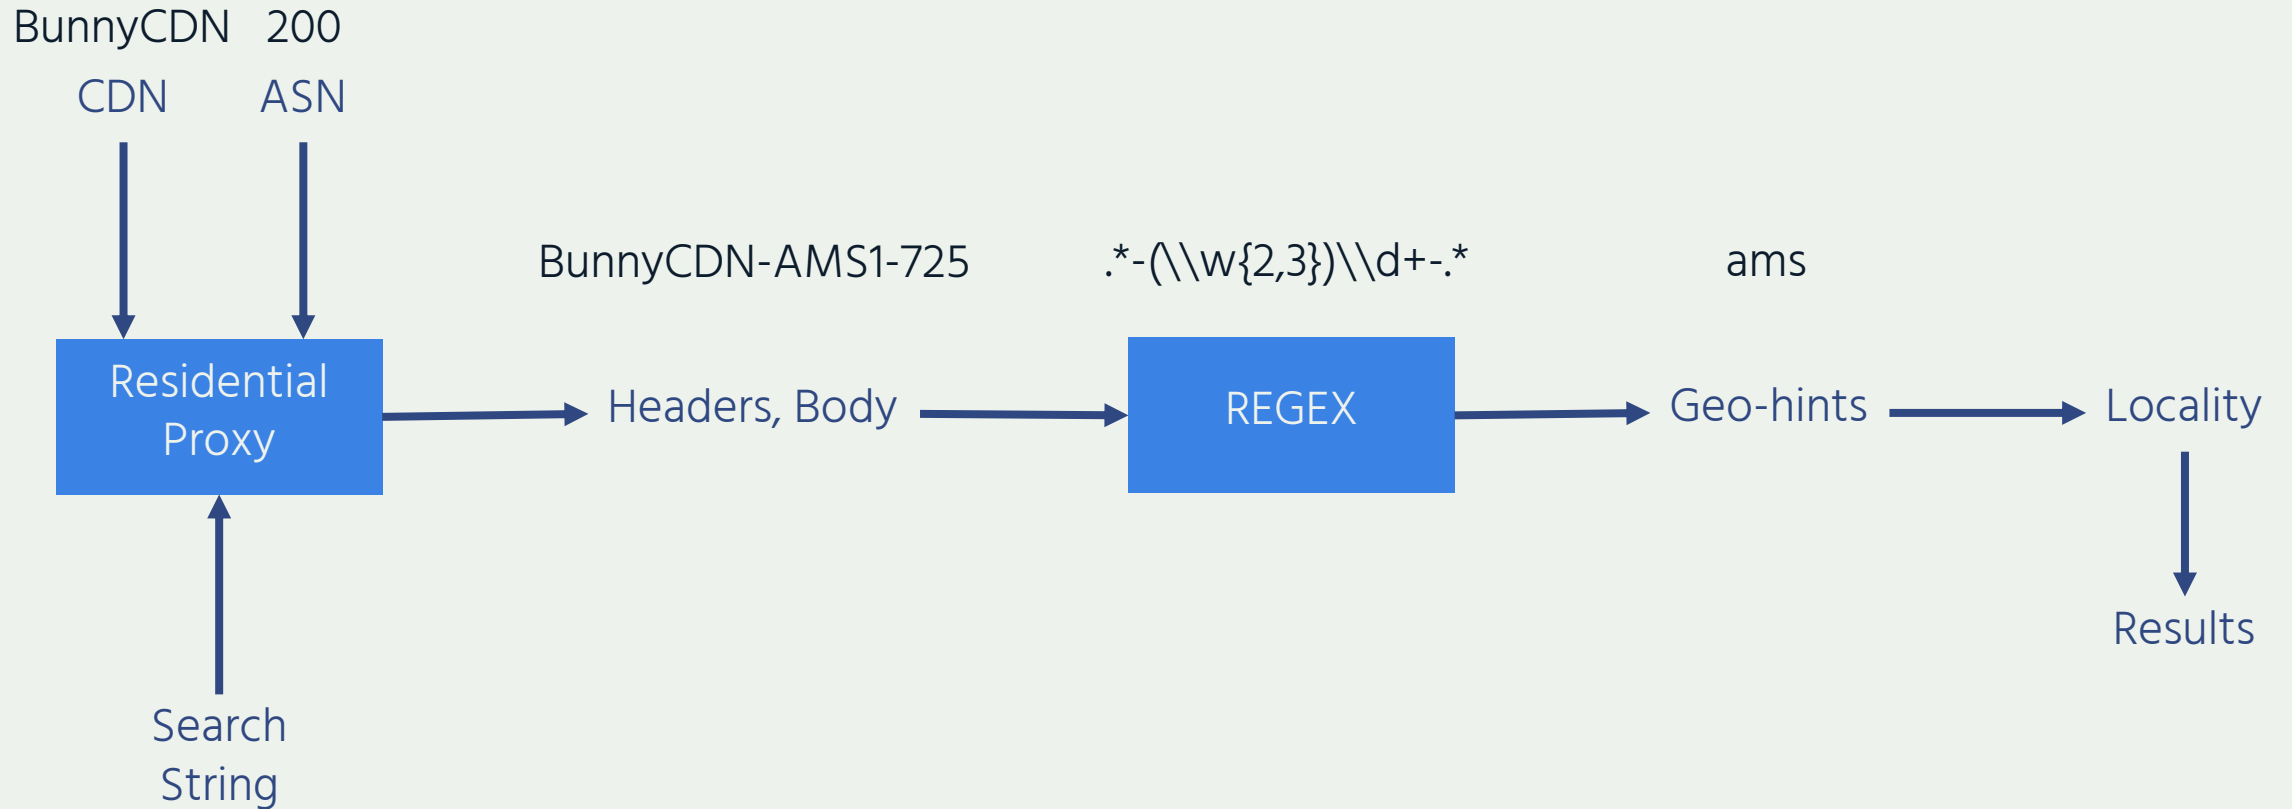 BunnyCDN 200
CDN ASN
BunnyCDN-AMS1-725 .*-(\\w{2,3})\\d+-.* ams
Residential
Proxy
Headers, Body
REGEX
Geo-hints
Locality
Results
Search
String